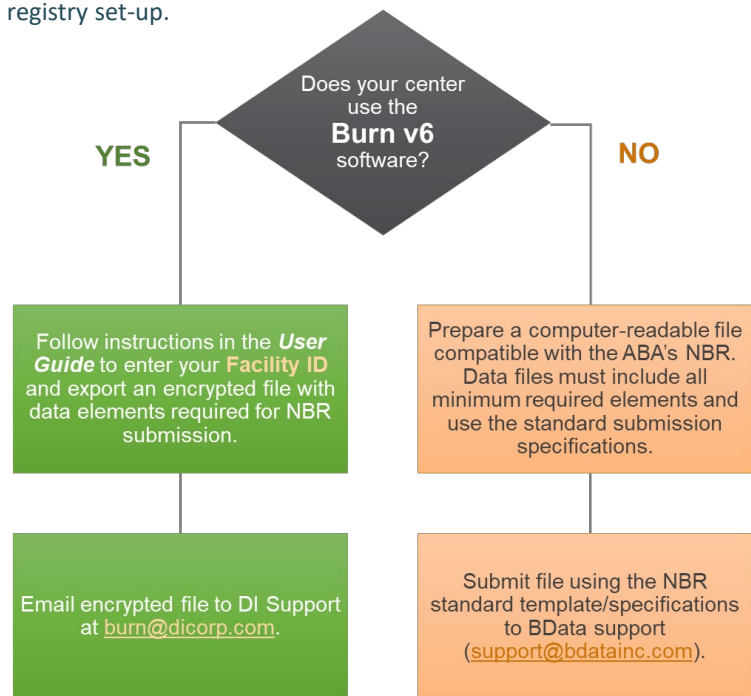 registry set-up.
Does your center
use the
Burn v6
software?
YES
NO
Follow instructions in the User
Guide to enter your Facility ID
and export an encrypted file with
data elements required for NBR
submission.
Prepare a computer-readable file
compatible with the ABA's NBR.
Data files must include all
minimum required elements and
use the standard submission
specifications.
Email encrypted file to DI Support
at burn@dicorp.com.
Submit file using the NBR
standard template/specifications
to BData support
(support@bdatainc.com).